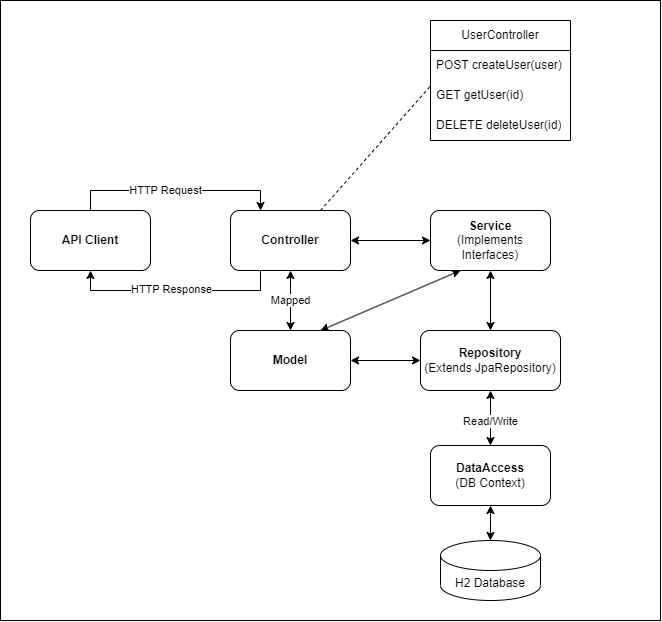 UserController
POST createUser(user)
GET getUser(id)
DELETE deleteUser(id)
HTTP Request
API Client
Controller
Service
(Implements
Interfaces)
HTTP Response
Mapped
Model
Repository
(Extends JpaRepository)
Read/Write
DataAccess
(DB Context)
H2 Database